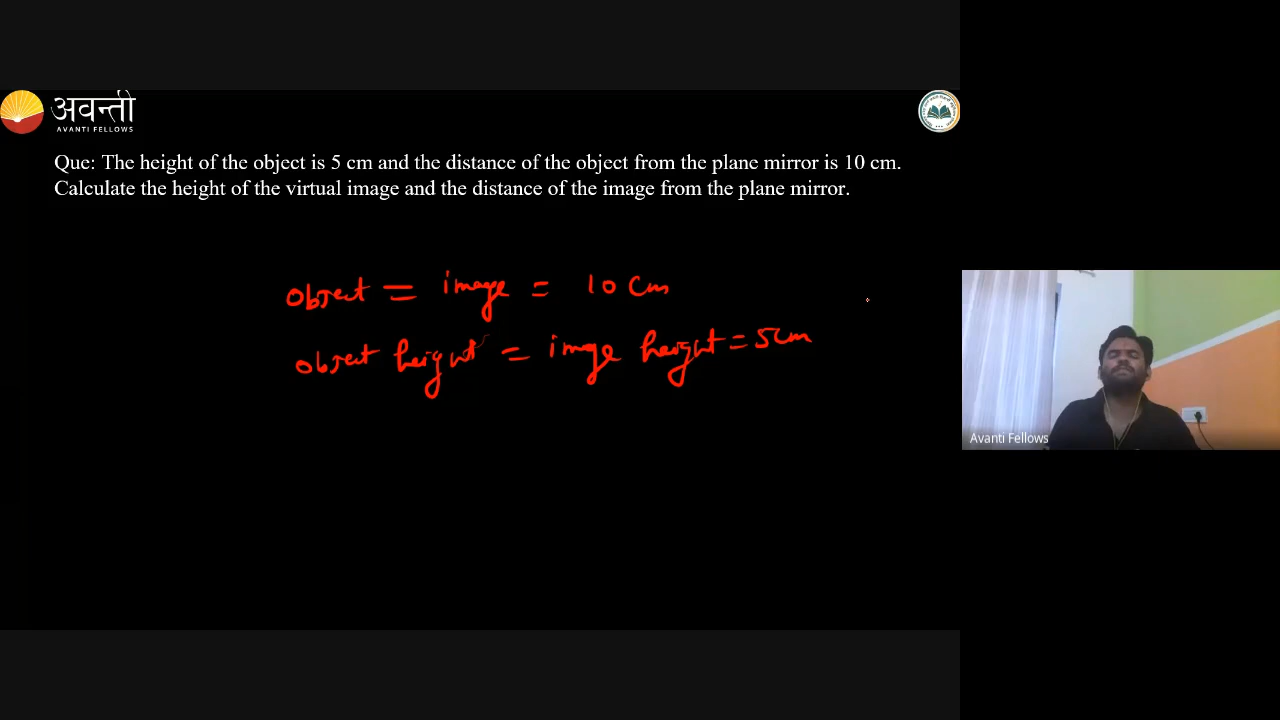 अवन्ती
AVANTI FELLOWS
Que: The height of the object is 5 cm and the distance of the object from the plane mirror is 10 cm.
Calculate the height of the virtual image and the distance of the image from the plane mirror.
object = image = 10 cm
object height = image height = 5cm
Avanti Fellows